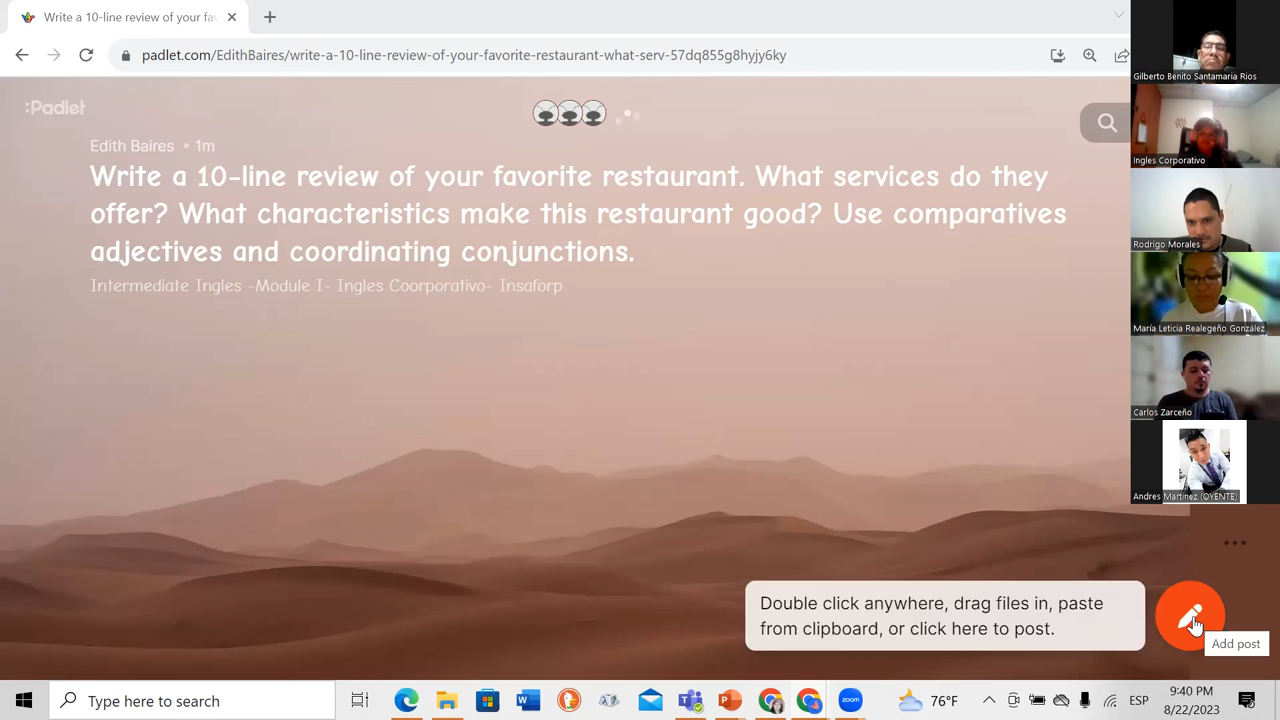 Write a 10-line review of your fav
padlet.com/EdithBaires/write-a-10-line-review-of-your-favorite-restaurant-what-serv-57dq855g8hyjy6ky
:Padlet
Edith Baires • 1m
Write a 10-line review of your favorite restaurant. What services do they
offer? What characteristics make this restaurant good? Use comparatives
adjectives and coordinating conjunctions.
Intermediate Ingles -Module I- Ingles Coorporativo- Insaforp
Gilberto Benito Santamaria Rios
Ingles Corporativo
Rodrigo Morales
María Leticia Realegeño González
Carlos Zarceño
Andres Martinez (OYENTE)
Double click anywhere, drag files in, paste
from clipboard, or click here to post.
Add post
Type here to search
76°F
ESP
9:40 PM
8/22/2023